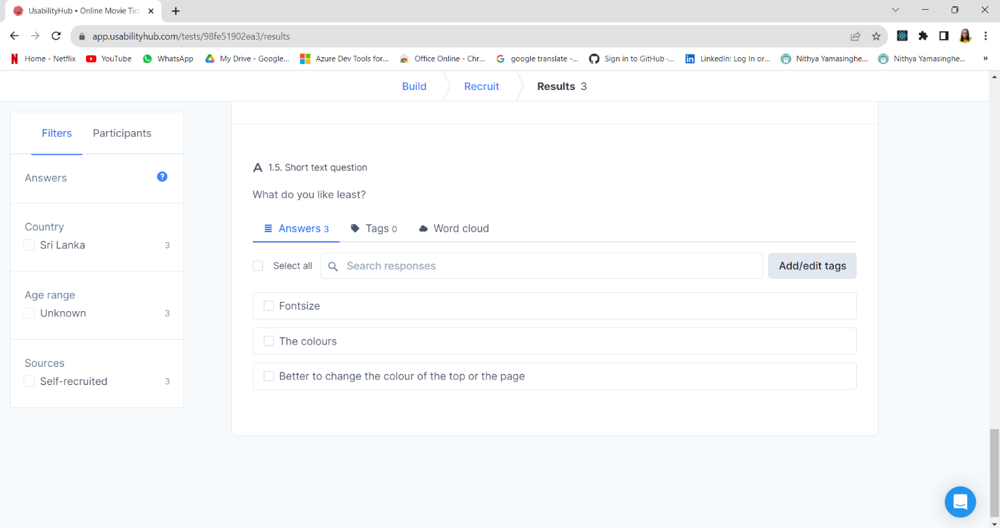 UsabilityHub • Online Movie Tic
app.usabilityhub.com/tests/98fe51902ea3/results
Home - Netflix YouTube WhatsApp My Drive - Google... Azure Dev Tools for... Office Online - Chr... google translate -... Sign in to GitHub ·... LinkedIn: Log In or... Nithya Yamasinghe... Nithya Yamasinghe... »
Build Recruit Results 3
Filters Participants
Answers ?
Country
Sri Lanka 3
Age range
Unknown 3
Sources
Self-recruited 3
A 1.5. Short text question
What do you like least?
Answers 3 Tags 0 Word cloud
Select all Search responses Add/edit tags
Fontsize
The colours
Better to change the colour of the top or the page